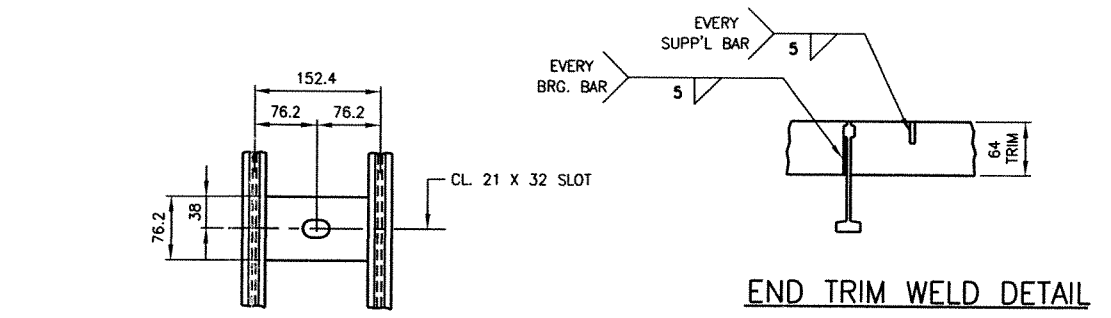 152.4
76.2 76.2
76.2
38
CL. 21 X 32 SLOT
EVERY
SUPP'L BAR
5
EVERY
BRG. BAR
5
64
TRIM
END TRIM WELD DETAIL